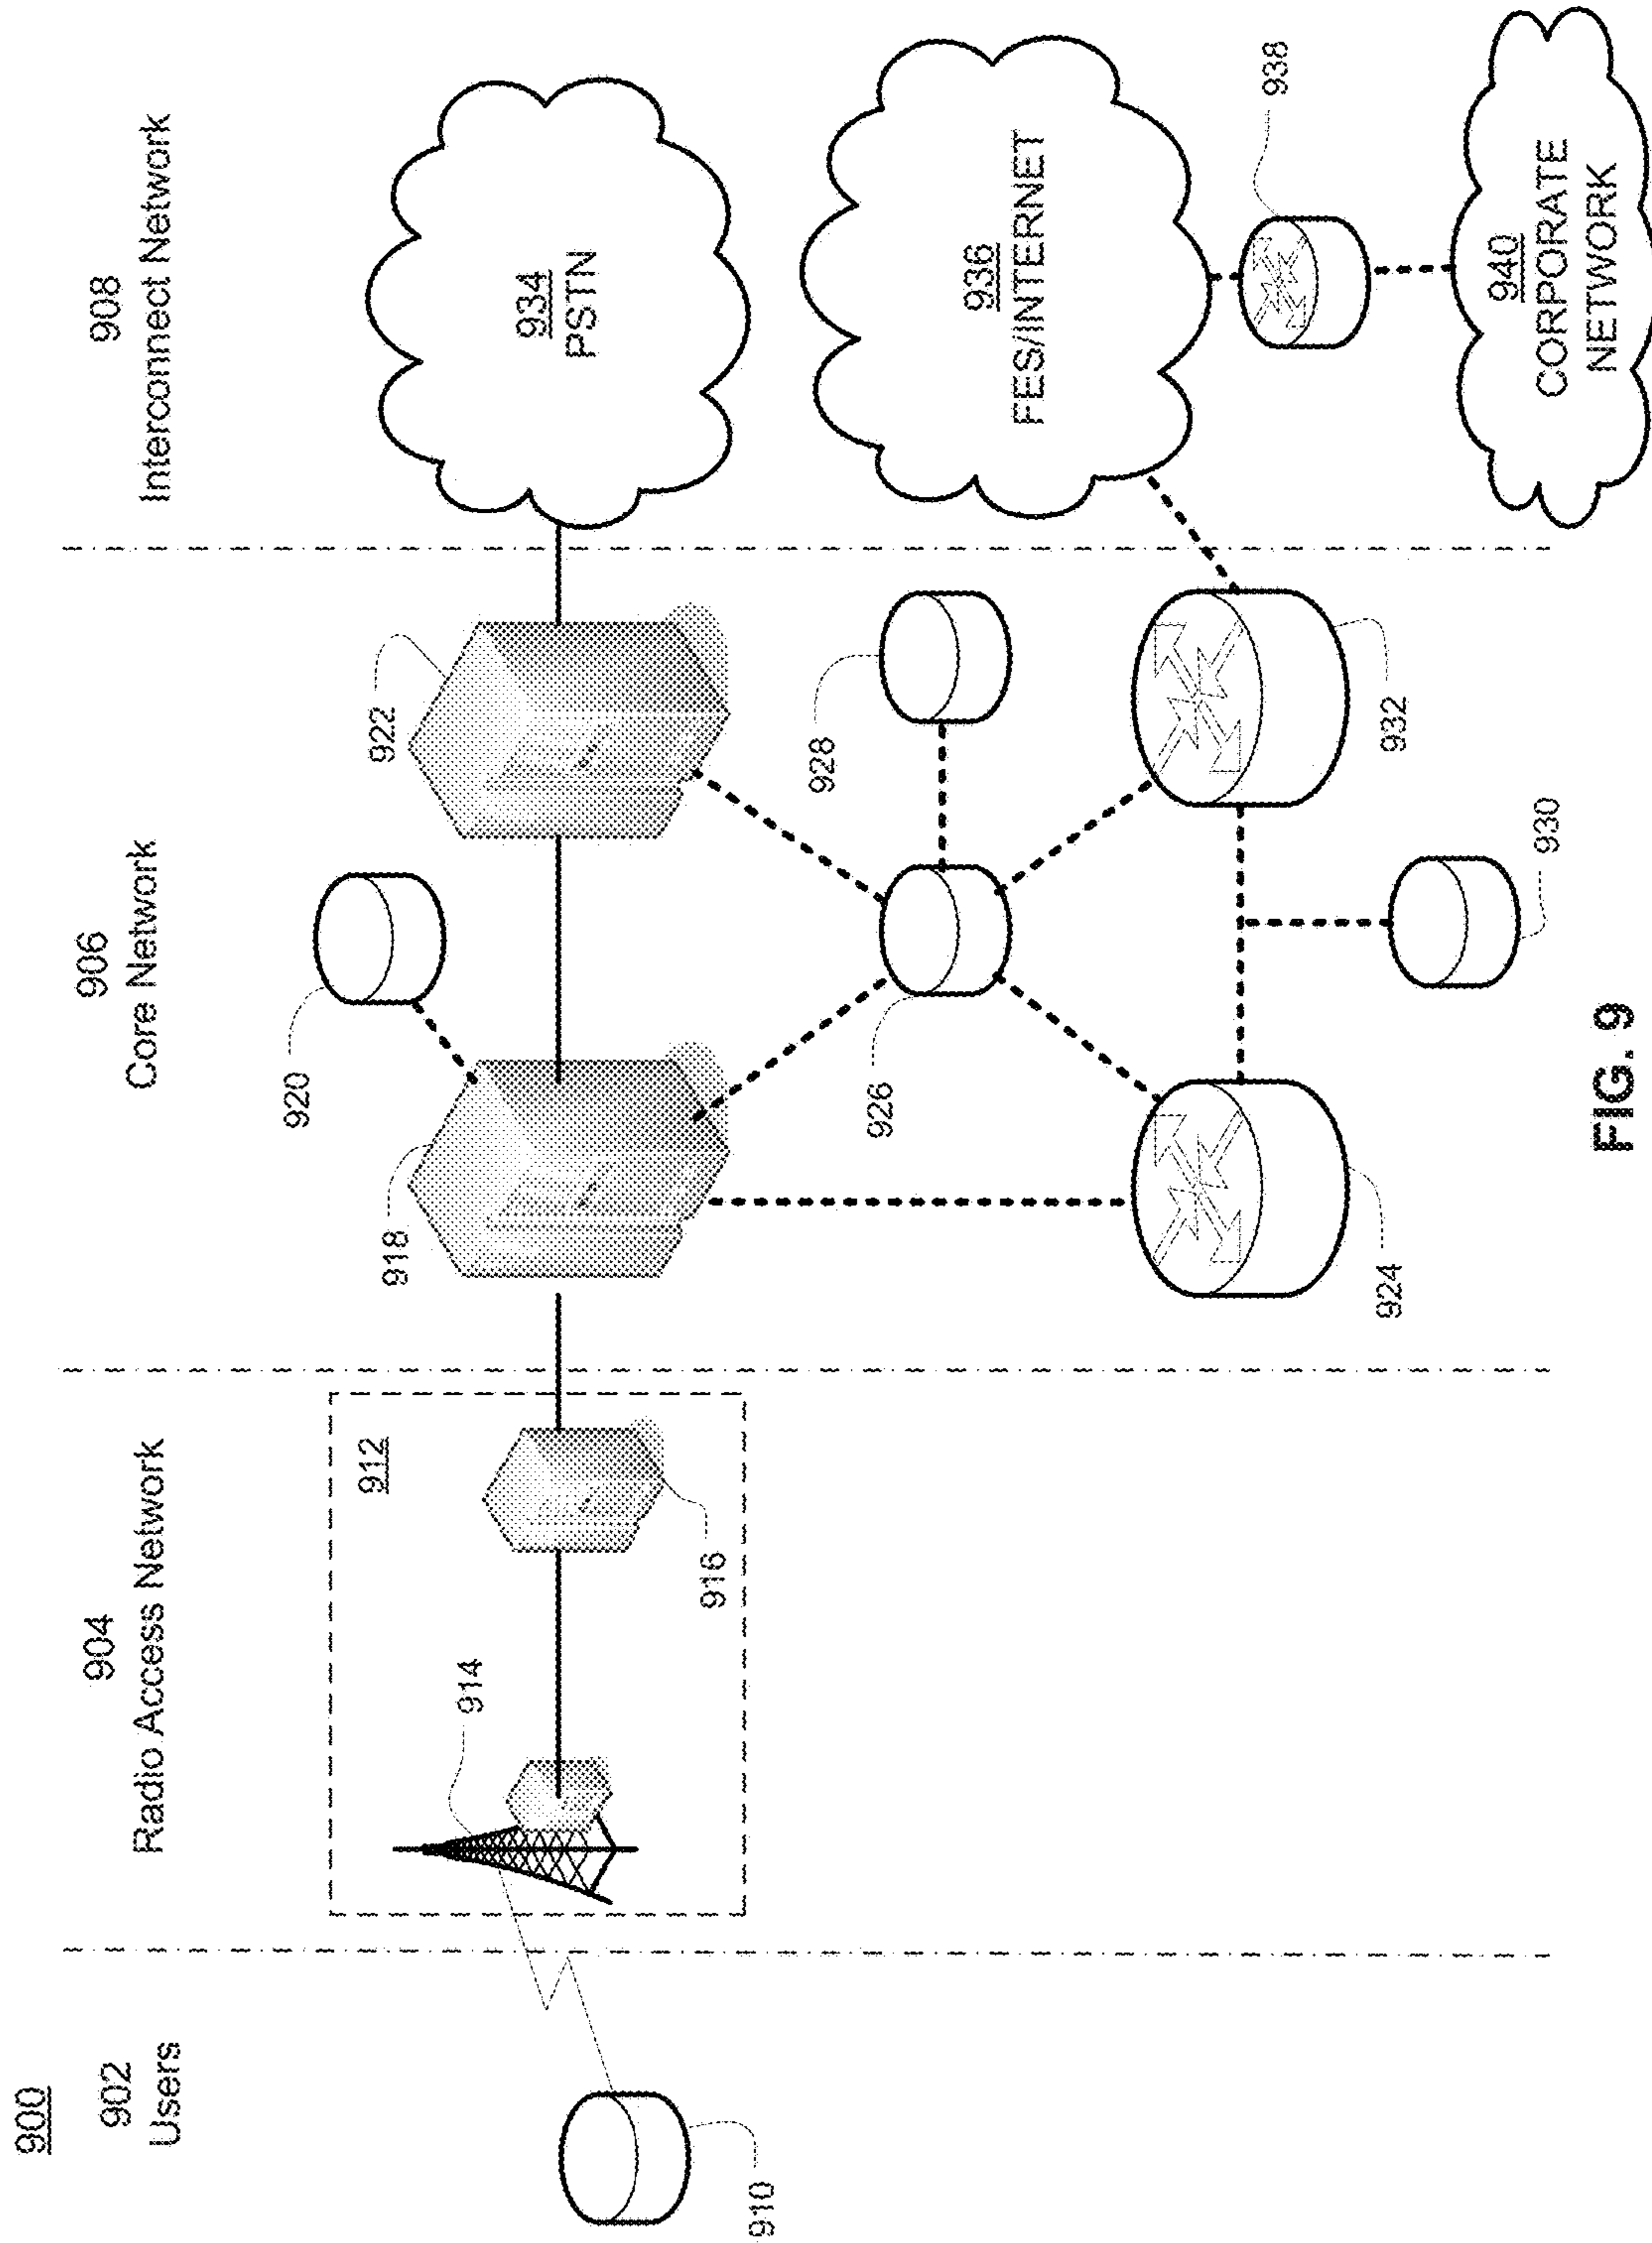 900
902
Users
904
Radio Access Network
906
Core Network
908
Interconnect Network
910
912
914
916
918
920
922
924
926
928
930
932
934
PSTN
936
FES/INTERNET
938
940
CORPORATE
NETWORK
FIG. 9